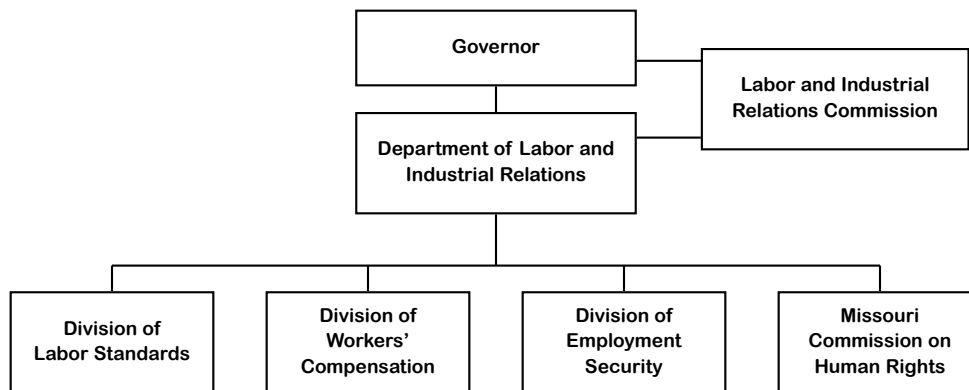 Governor
Labor and Industrial
Relations Commission
Department of Labor and
Industrial Relations
Division of
Labor Standards
Division of
Workers’
Compensation
Division of
Employment
Security
Missouri
Commission on
Human Rights